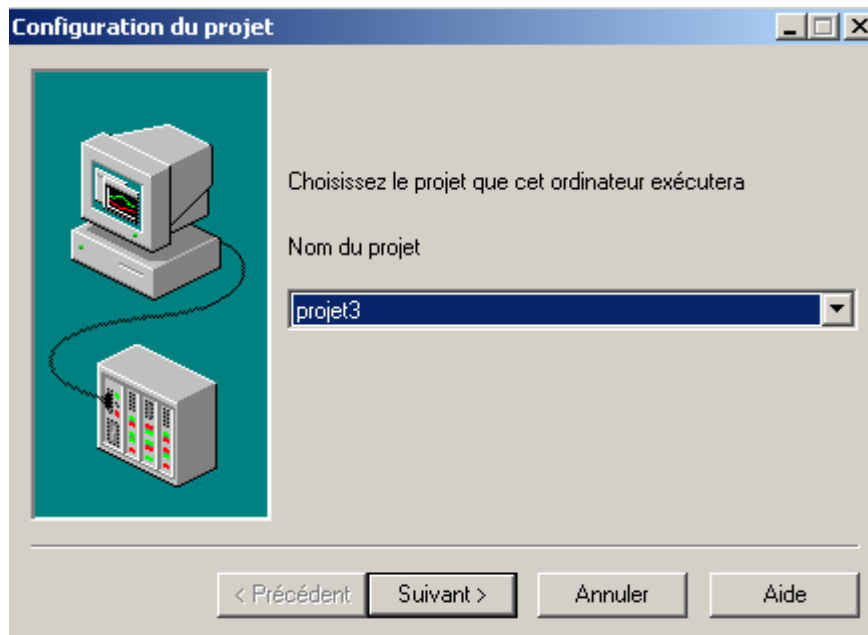 Configuration du projet
Choisissez le projet que cet ordinateur exécutera
Nom du projet
projet3
< Précédent Suivant > Annuler Aide